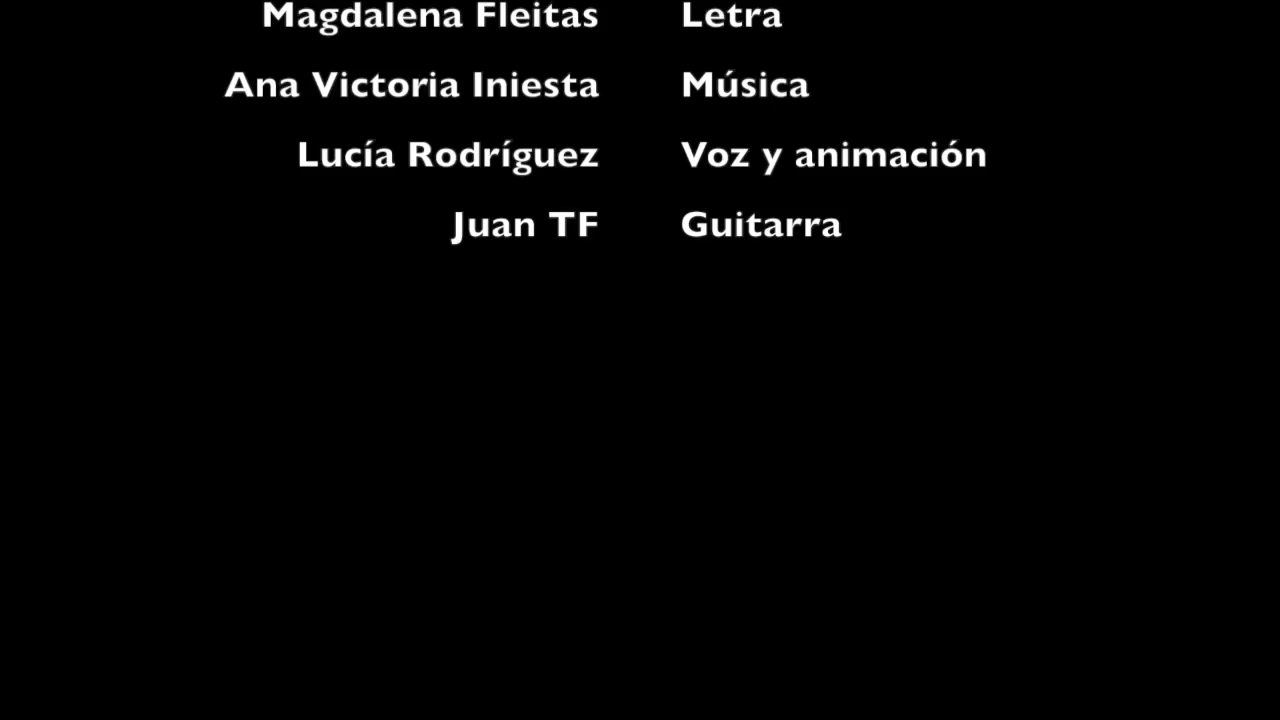 Magdalena Fleitas Letra
Ana Victoria Iniesta Música
Lucía Rodríguez Voz y animación
Juan TF Guitarra